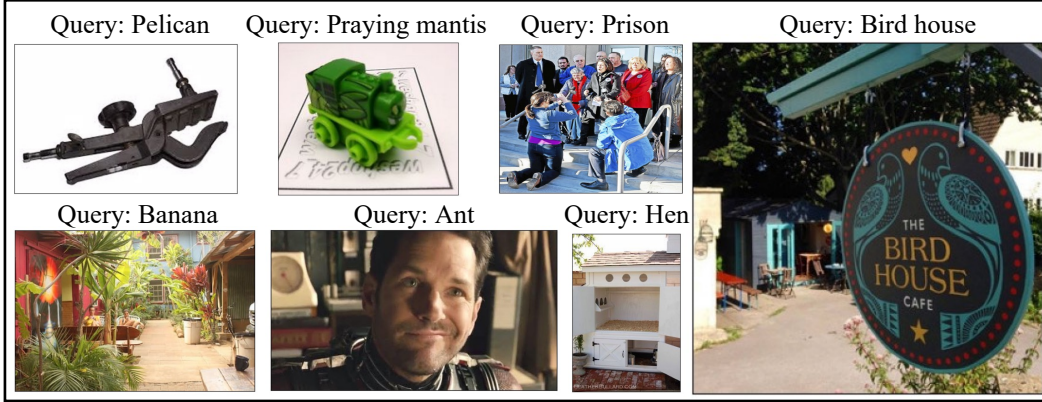 Query: Pelican
Query: Praying mantis
Query: Prison
Query: Bird house
THE
BIRD
HOUSE
CAFE
Query: Banana
Query: Ant
Query: Hen